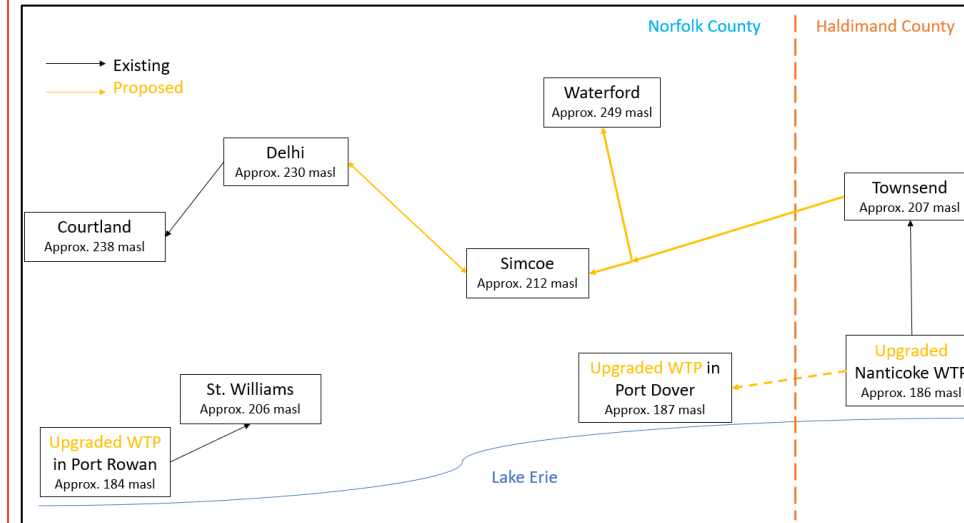 Norfolk County
Haldimand County
Existing
Proposed
Waterford
Approx. 249 masl
Delhi
Approx. 230 masl
Townsend
Approx. 207 masl
Courtland
Approx. 238 masl
Simcoe
Approx. 212 masl
Upgraded WTP in
Port Dover
Approx. 187 masl
Upgraded
Nanticoke WTP
Approx. 186 masl
St. Williams
Approx. 206 masl
Upgraded WTP
in Port Rowan
Approx. 184 masl
Lake Erie